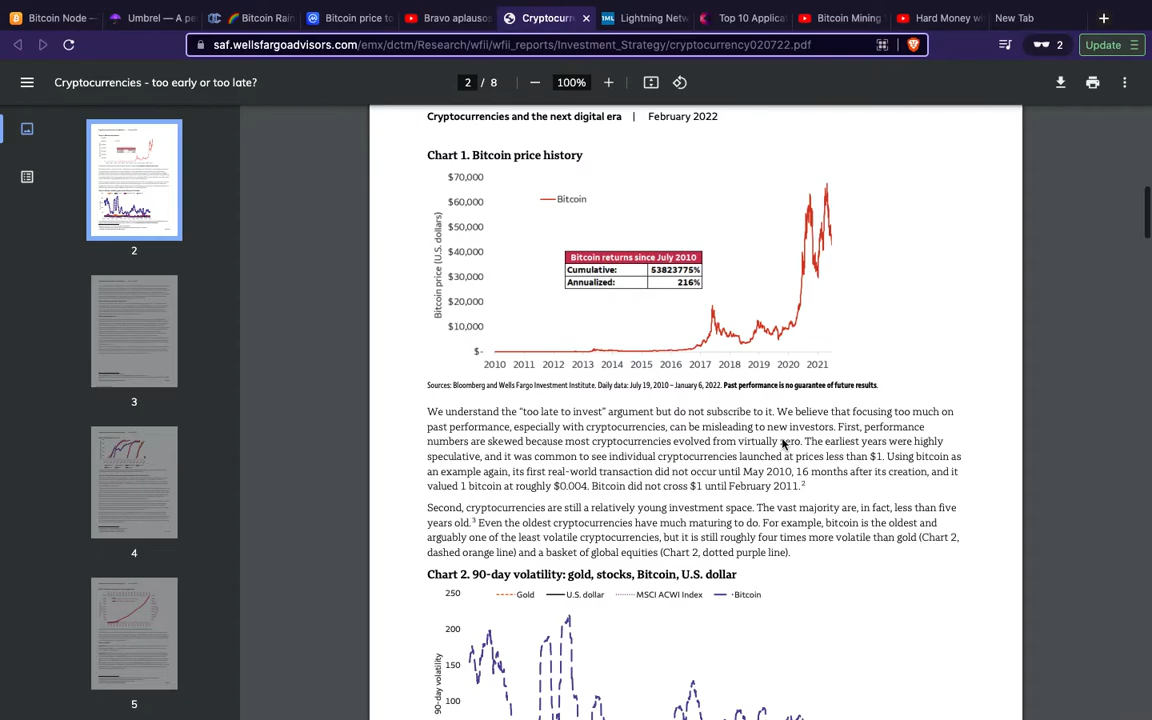 Bitcoin Node –
Umbrel — A pe
Bitcoin Rain
Bitcoin price to
Bravo aplausos
Cryptocurr
Lightning Netw
Top 10 Applica
Bitcoin Mining
Hard Money w
New Tab
saf.wellsfargoadvisors.com/emx/dctm/Research/wfii/wfii_reports/Investment_Strategy/cryptocurrency020722.pdf
2
Update
Cryptocurrencies - too early or too late?
2 / 8
100%
2
3
4
5
Cryptocurrencies and the next digital era | February 2022
Chart 1. Bitcoin price history
Bitcoin price (U.S. dollars)
$70,000
$60,000
$50,000
$40,000
$30,000
$20,000
$10,000
$-
Bitcoin
Bitcoin returns since July 2010
Cumulative: 53823775%
Annualized: 216%
2010 2011 2012 2013 2014 2015 2016 2017 2018 2019 2020 2021
Sources: Bloomberg and Wells Fargo Investment Institute. Daily data: July 19, 2010 – January 6, 2022. Past performance is no guarantee of future results.
We understand the “too late to invest” argument but do not subscribe to it. We believe that focusing too much on
past performance, especially with cryptocurrencies, can be misleading to new investors. First, performance
numbers are skewed because most cryptocurrencies evolved from virtually zero. The earliest years were highly
speculative, and it was common to see individual cryptocurrencies launched at prices less than $1. Using bitcoin as
an example again, its first real-world transaction did not occur until May 2010, 16 months after its creation, and it
valued 1 bitcoin at roughly $0.004. Bitcoin did not cross $1 until February 2011.2
Second, cryptocurrencies are still a relatively young investment space. The vast majority are, in fact, less than five
years old.3 Even the oldest cryptocurrencies have much maturing to do. For example, bitcoin is the oldest and
arguably one of the least volatile cryptocurrencies, but it is still roughly four times more volatile than gold (Chart 2,
dashed orange line) and a basket of global equities (Chart 2, dotted purple line).
Chart 2. 90-day volatility: gold, stocks, Bitcoin, U.S. dollar
Gold U.S. dollar MSCI ACWI Index Bitcoin
250
200
150
100
90-day volatility